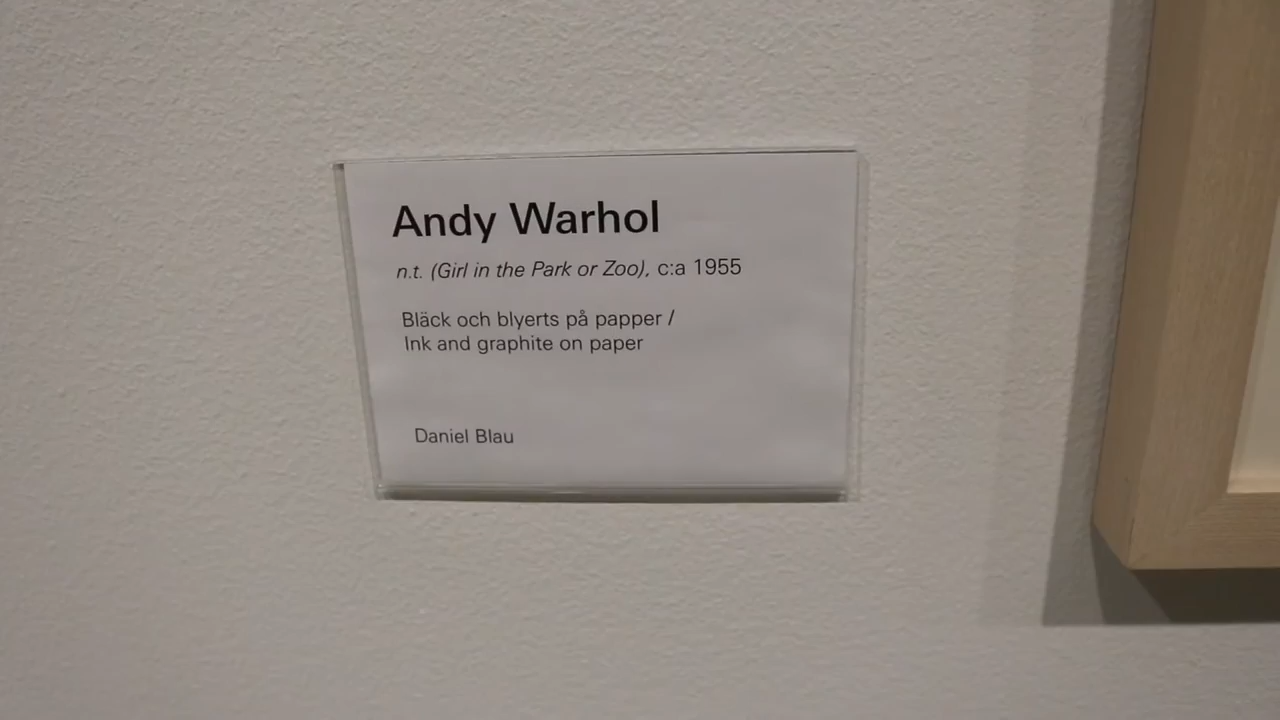 Andy Warhol
n.t. (Girl in the Park or Zoo), c:a 1955
Bläck och blyerts på papper /
Ink and graphite on paper
Daniel Blau